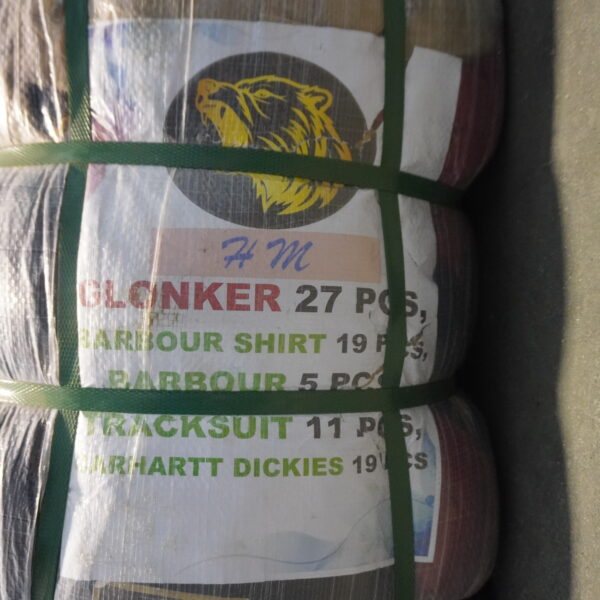 HM
GLONKER 27 PCS,
BARBOUR SHIRT 19 PCS,
BARBOUR 5 PCS
TRACKSUIT 11 PCS,
CARHARTT DICKIES 19 PCS